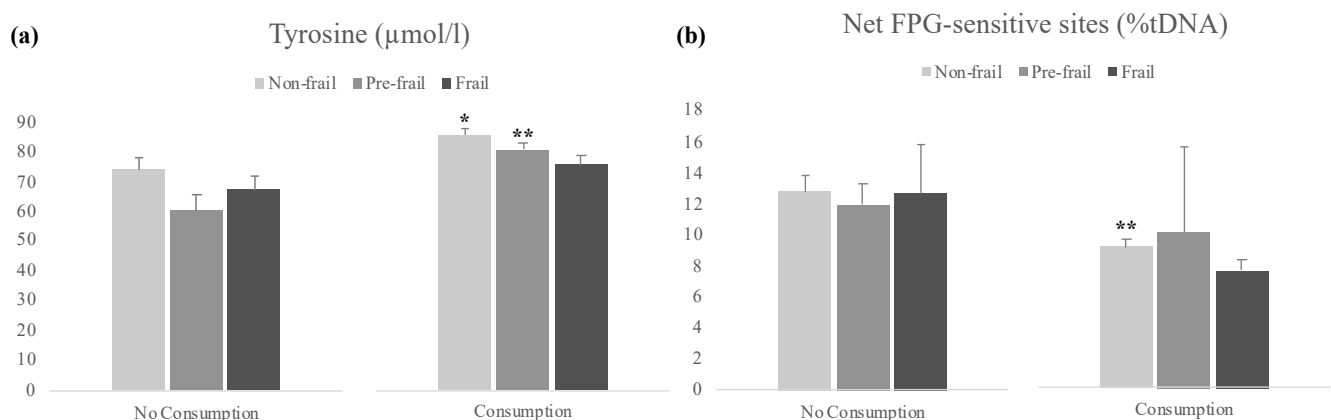 (a)
Tyrosine (µmol/l)
Non-frail Pre-frail Frail
90
80
70
60
50
40
30
20
10
0
* **
No Consumption Consumption
(b)
Net FPG-sensitive sites (%tDNA)
Non-frail Pre-frail Frail
18
16
14
12
10
8
6
4
2
0
**
No Consumption Consumption